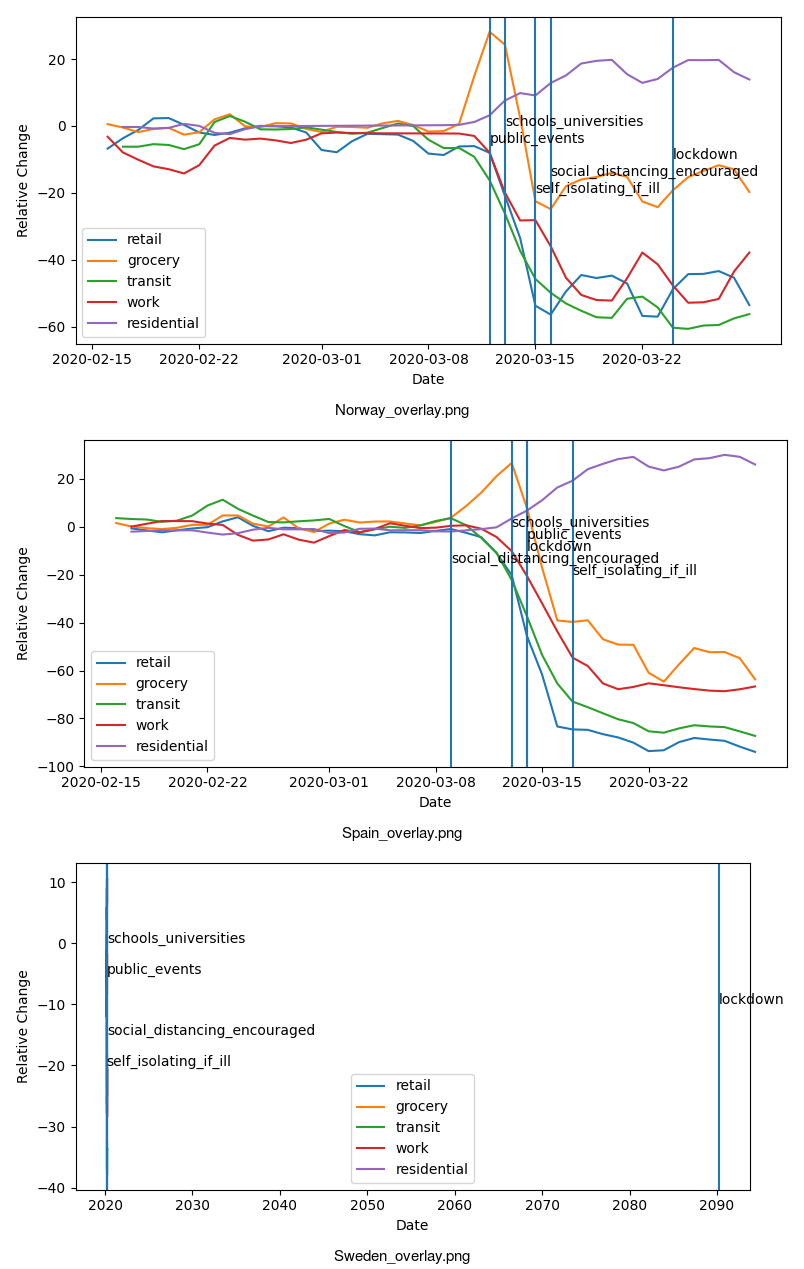 20
0
−20
−40
−60
Relative Change
schools_universities
public_events
lockdown
social_distancing_encouraged
self_isolating_if_ill
retail
grocery
transit
work
residential
2020-02-15 2020-02-22 2020-03-01 2020-03-08 2020-03-15 2020-03-22
Date
Norway_overlay.png
20
0
−20
−40
−60
−80
−100
Relative Change
schools_universities
public_events
lockdown
social_distancing_encouraged
self_isolating_if_ill
retail
grocery
transit
work
residential
2020-02-15 2020-02-22 2020-03-01 2020-03-08 2020-03-15 2020-03-22
Date
Spain_overlay.png
10
0
−10
−20
−30
−40
Relative Change
schools_universities
public_events
lockdown
social_distancing_encouraged
self_isolating_if_ill
retail
grocery
transit
work
residential
2020 2030 2040 2050 2060 2070 2080 2090
Date
Sweden_overlay.png